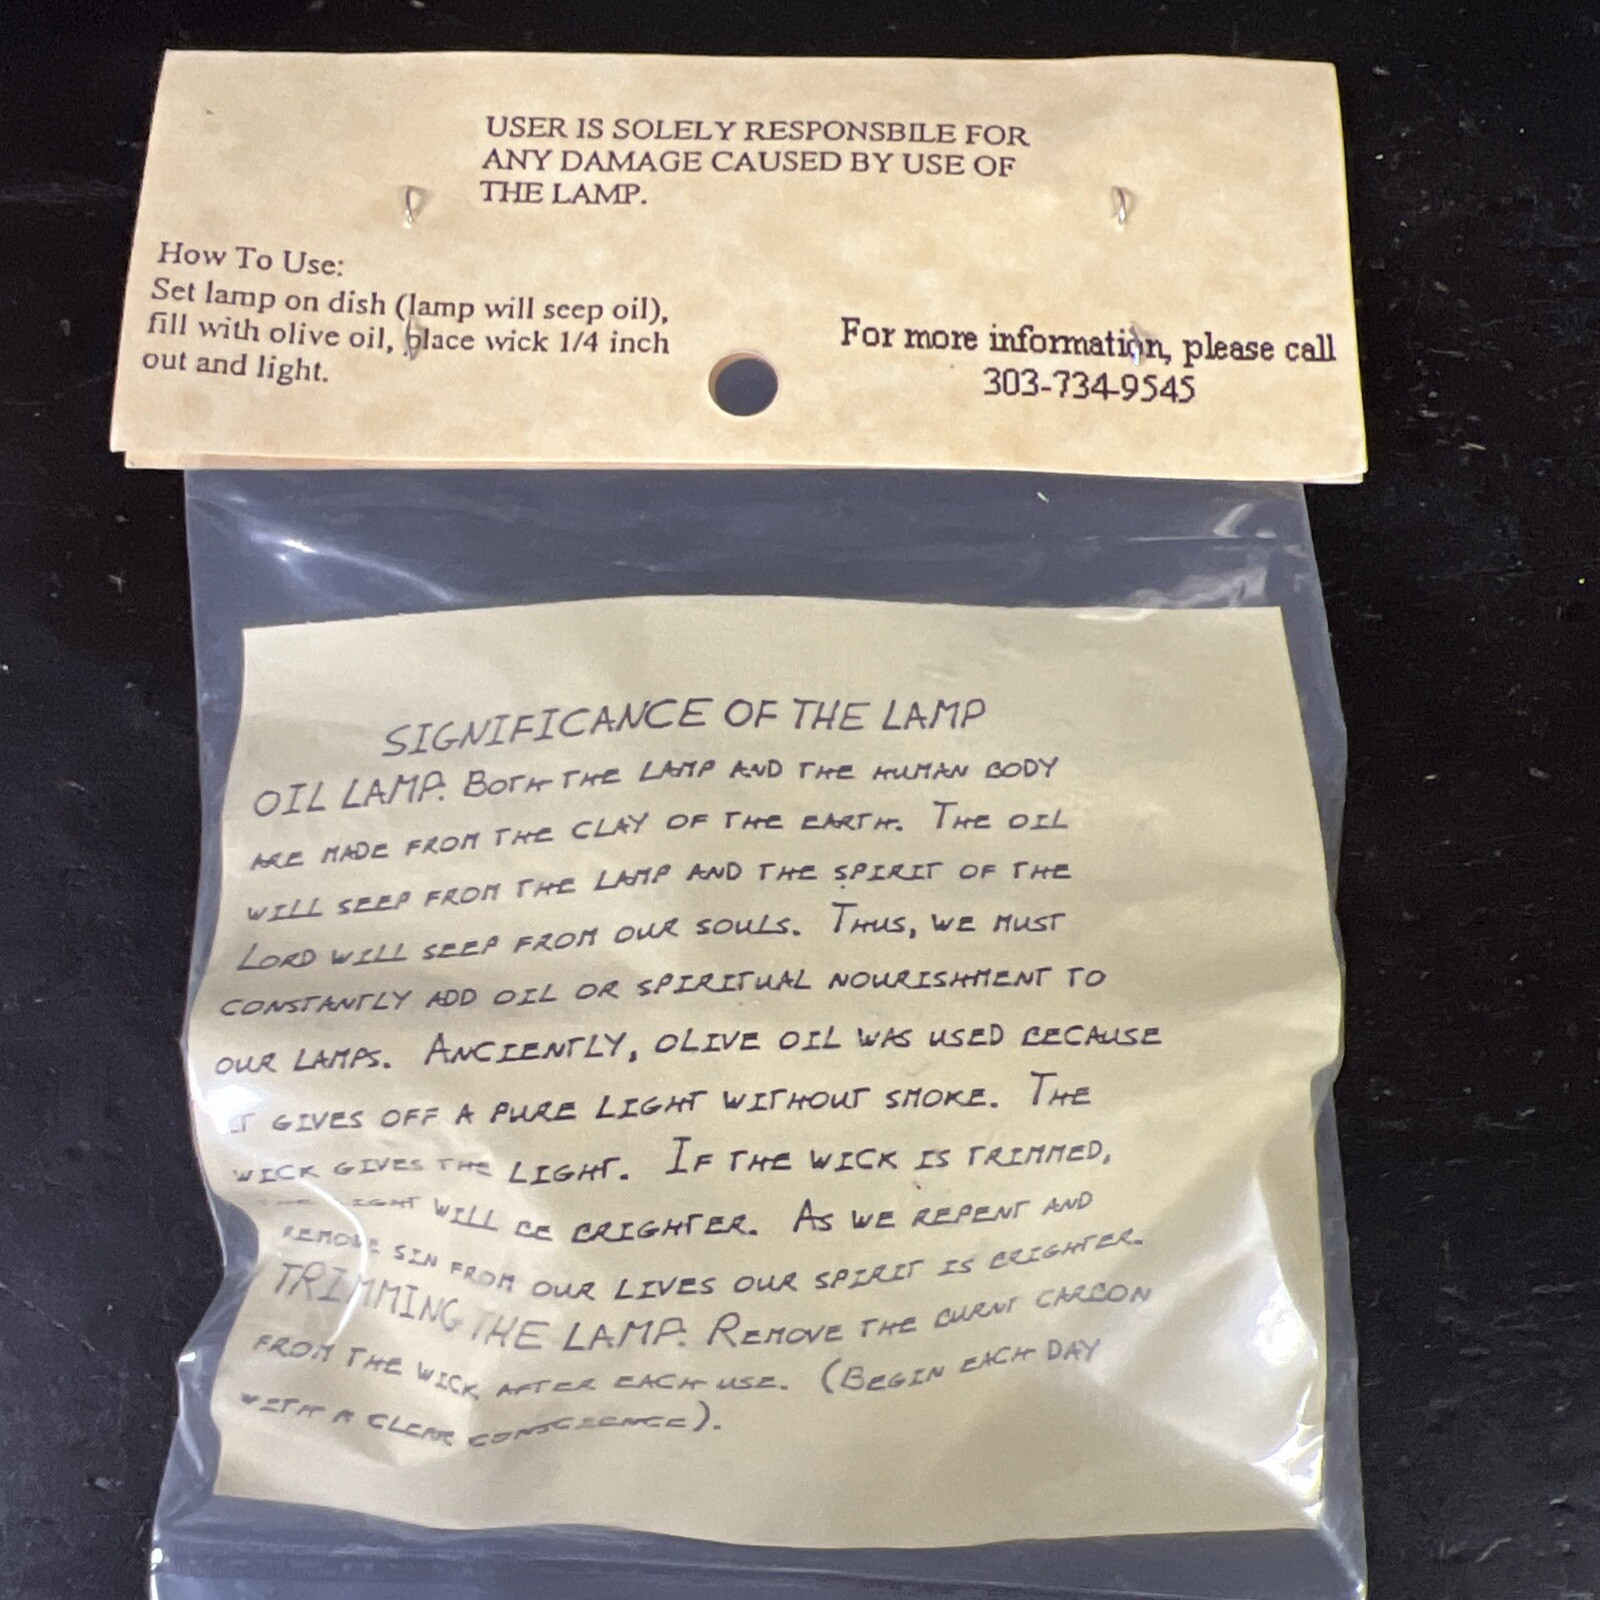 USER IS SOLELY RESPONSBILE FOR
ANY DAMAGE CAUSED BY USE OF
THE LAMP.
How To Use:
Set lamp on dish (lamp will seep oil),
fill with olive oil, place wick 1/4 inch
out and light.
For more information, please call
303-734-9545
SIGNIFICANCE OF THE LAMP
OIL LAMP: BOTH THE LAMP AND THE HUMAN BODY
ARE MADE FROM THE CLAY OF THE EARTH. THE OIL
WILL SEEP FROM THE LAMP AND THE SPIRIT OF THE
LORD WILL SEEP FROM OUR SOULS. THUS, WE MUST
CONSTANTLY ADD OIL OR SPIRITUAL NOURISHMENT TO
OUR LAMPS. ANCIENTLY, OLIVE OIL WAS USED BECAUSE
IT GIVES OFF A PURE LIGHT WITHOUT SMOKE. THE
WICK GIVES THE LIGHT. IF THE WICK IS TRIMMED,
THE LIGHT WILL BE BRIGHTER. AS WE REPENT AND
REMOVE SIN FROM OUR LIVES OUR SPIRIT IS BRIGHTER.
TRIMMING THE LAMP: REMOVE THE BURNT CARBON
FROM THE WICK AFTER EACH USE. (BEGIN EACH DAY
WITH A CLEAR CONSCIENCE).